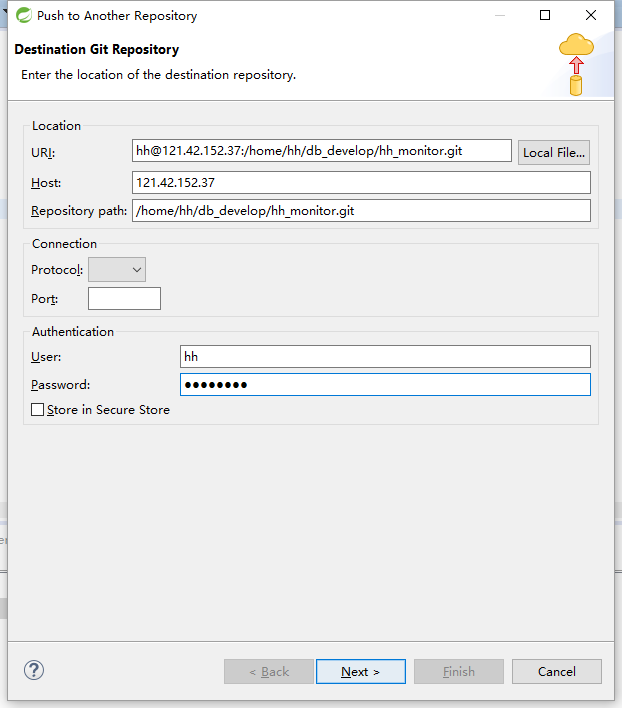 Push to Another Repository
Destination Git Repository
Enter the location of the destination repository.
Location
URI: hh@121.42.152.37:/home/hh/db_develop/hh_monitor.git Local File...
Host: 121.42.152.37
Repository path: /home/hh/db_develop/hh_monitor.git
Connection
Protocol:
Port:
Authentication
User: hh
Password: ●●●●●●●●
Store in Secure Store
< Back Next > Finish Cancel